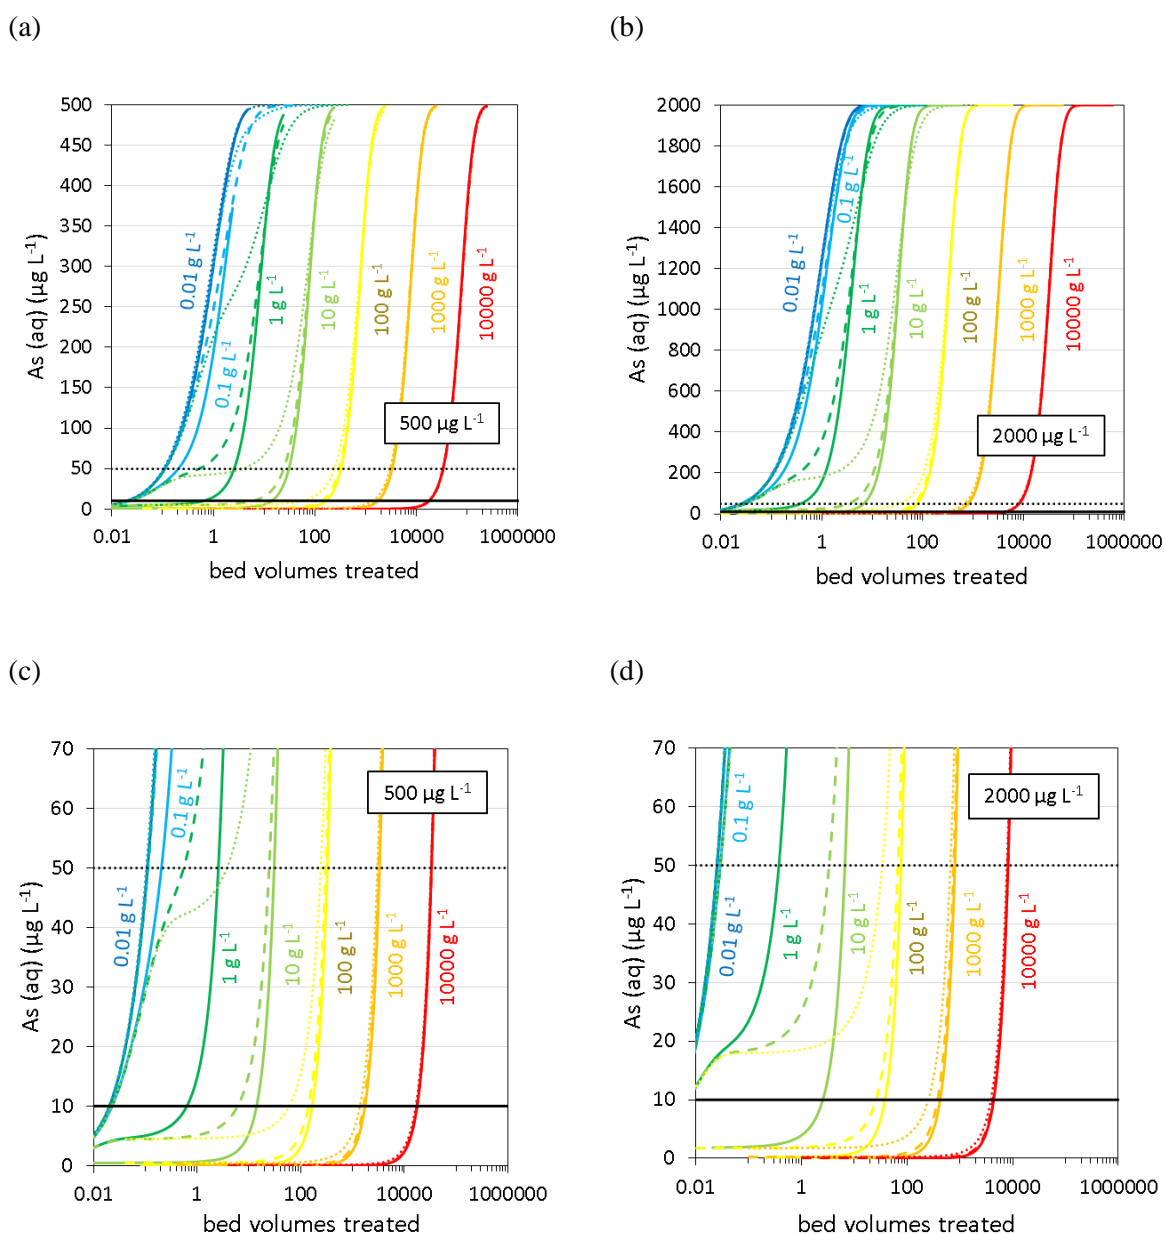 (a)
(b)
As (aq) (µg L⁻¹)
500
450
400
350
300
250
200
150
100
50
0
0.01 g L⁻¹
0.1 g L⁻¹
1 g L⁻¹
10 g L⁻¹
100 g L⁻¹
1000 g L⁻¹
10000 g L⁻¹
500 µg L⁻¹
0.01 1 100 10000 1000000
bed volumes treated
As (aq) (µg L⁻¹)
2000
1800
1600
1400
1200
1000
800
600
400
200
0
0.01 g L⁻¹
0.1 g L⁻¹
1 g L⁻¹
10 g L⁻¹
100 g L⁻¹
1000 g L⁻¹
10000 g L⁻¹
2000 µg L⁻¹
0.01 1 100 10000 1000000
bed volumes treated
(c)
(d)
As (aq) (µg L⁻¹)
70
60
50
40
30
20
10
0
0.01 g L⁻¹
0.1 g L⁻¹
1 g L⁻¹
10 g L⁻¹
100 g L⁻¹
1000 g L⁻¹
10000 g L⁻¹
500 µg L⁻¹
0.01 1 100 10000 1000000
bed volumes treated
As (aq) (µg L⁻¹)
70
60
50
40
30
20
10
0
0.01 g L⁻¹
0.1 g L⁻¹
1 g L⁻¹
10 g L⁻¹
100 g L⁻¹
1000 g L⁻¹
10000 g L⁻¹
2000 µg L⁻¹
0.01 1 100 10000 1000000
bed volumes treated